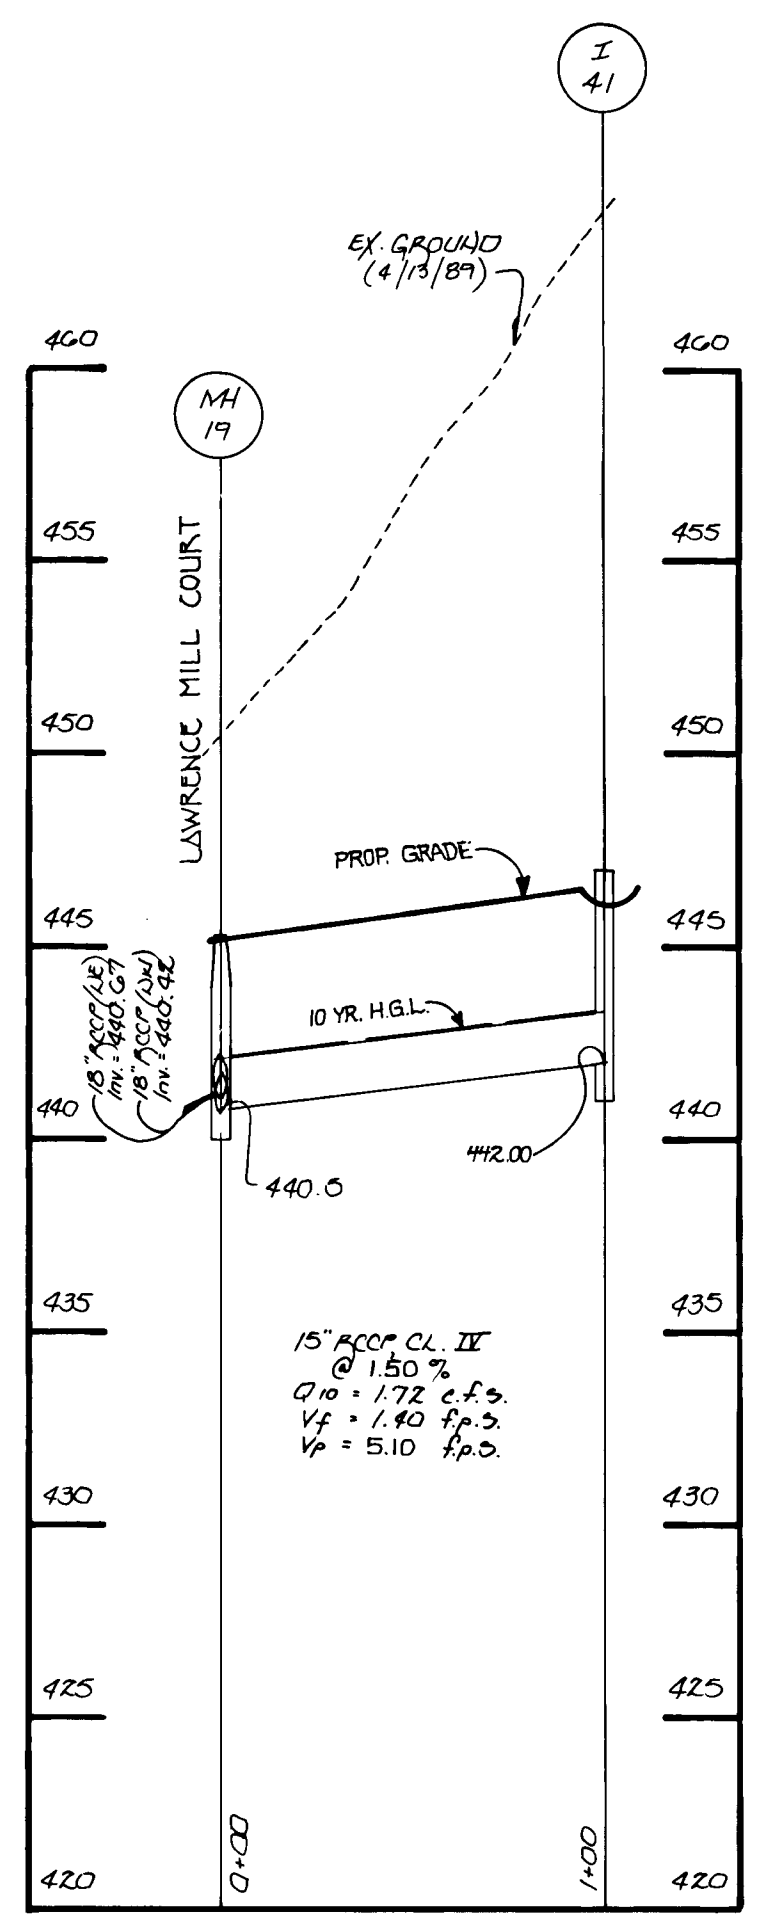 I
41
EX. GROUND
(4/13/89)
460
460
MH
19
455
455
LAWRENCE MILL COURT
450
450
PROP. GRADE
445
445
18" RCCP (NE)
Inv. = 440.67
18" RCCP (NW)
Inv. = 440.42
10 YR. H.G.L.
440
440
442.00
440.5
435
435
15" RCCP, CL. IV
@ 1.50 %
Q10 = 1.72 c.f.s.
Vf = 1.40 f.p.s.
Vp = 5.10 f.p.s.
430
430
425
425
0+00
1+00
420
420